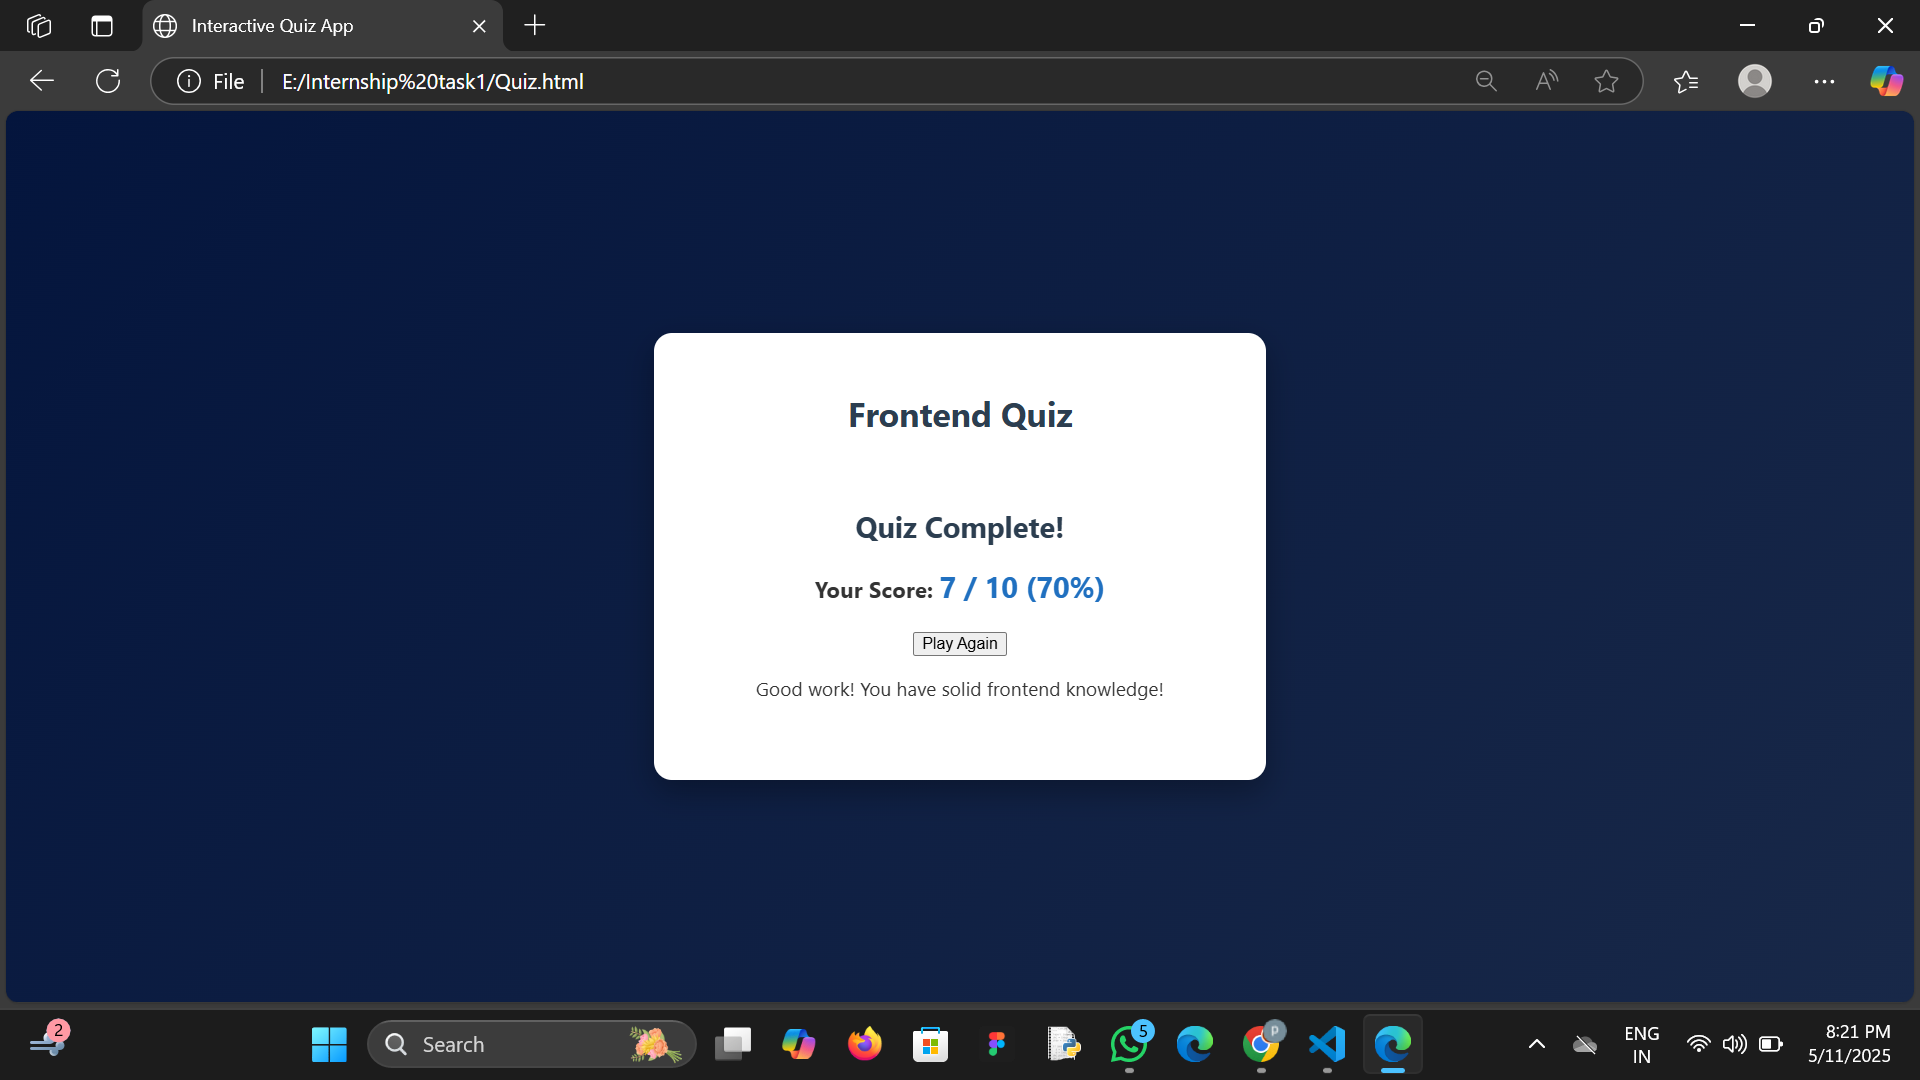 Interactive Quiz App
File
E:/Internship%20task1/Quiz.html
Frontend Quiz
Quiz Complete!
Your Score: 7 / 10 (70%)
Play Again
Good work! You have solid frontend knowledge!
2
Search
5
p
ENG
IN
8:21 PM
5/11/2025